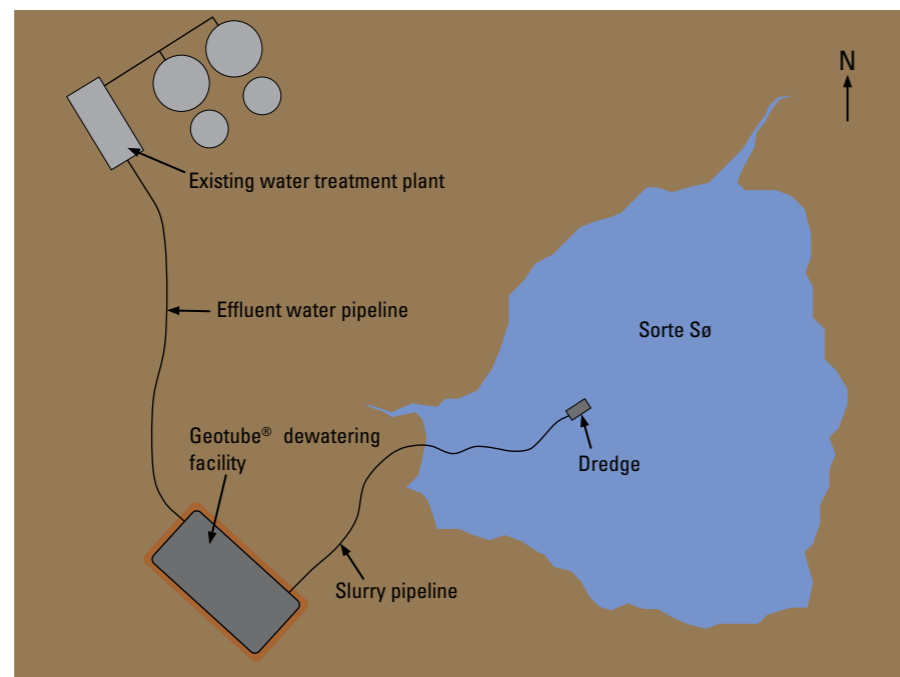 N
Existing water treatment plant
Effluent water pipeline
Sorte Sø
Geotube® dewatering
facility
Dredge
Slurry pipeline